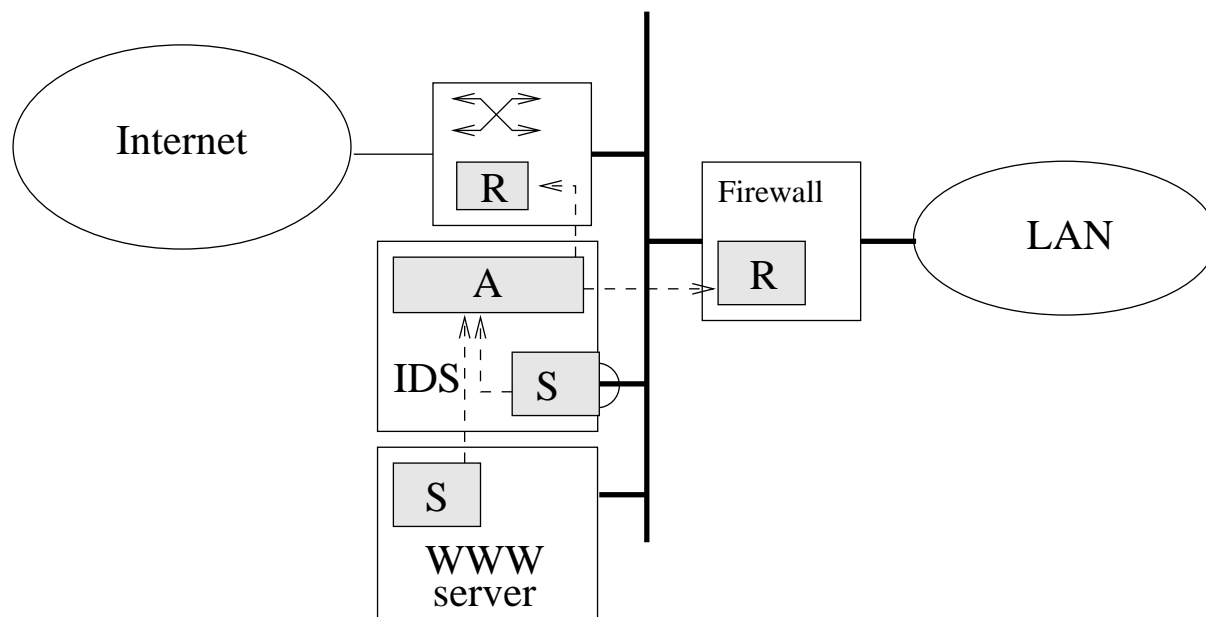 Internet
R
Firewall
LAN
R
A
IDS
S
S
WWW
server